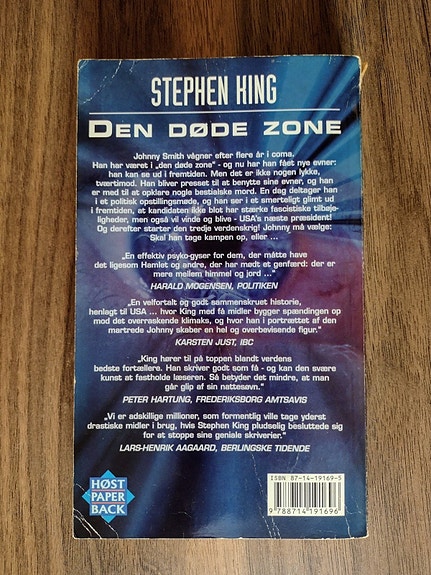 STEPHEN KING
DEN DØDE ZONE
Johnny Smith vågner efter flere år i coma.
Han har været i „den døde zone" - og nu har han fået nye evner:
han kan se ud i fremtiden. Men det er ikke nogen lykke,
tværtimod. Han bliver presset til at benytte sine evner, og han
er med til at opklare nogle bestialske mord. En dag deltager han
i et politisk opstillingsmøde, og han ser i et smerteligt glimt ud
i fremtiden, at kandidaten ikke blot har stærke fascistiske tilbøje-
ligheder, men også vil vinde og blive - USA's næste præsident!
Og derefter starter den tredje verdenskrig! Johnny må vælge:
Skal han tage kampen op, eller ...
„En effektiv psyko-gyser for dem, der måtte have
det ligesom Hamlet og andre, der har mødt et genfærd: der er
mere mellem himmel og jord ..."
HARALD MOGENSEN, POLITIKEN
„En velfortalt og godt sammenskruet historie,
henlagt til USA ... hvor King med få midler bygger spændingen op
mod det overraskende klimaks, og hvor han i portrættet af den
martrede Johnny skaber en hel og overbevisende figur."
KARSTEN JUST, IBC
„King hører til på toppen blandt verdens
bedste fortællere. Han skriver godt som få - og kan den svære
kunst at fastholde læseren. Så betyder det mindre, at man
går glip af sin nattesøvn."
PETER HARTUNG, FREDERIKSBORG AMTSAVIS
„Vi er adskillige millioner, som formentlig ville tage yderst
drastiske midler i brug, hvis Stephen King pludselig besluttede sig
for at stoppe sine geniale skriverier."
LARS-HENRIK AAGAARD, BERLINGSKE TIDENDE
HØST
PAPER
BACK
ISBN 87-14-19169-5
9 788714 191696